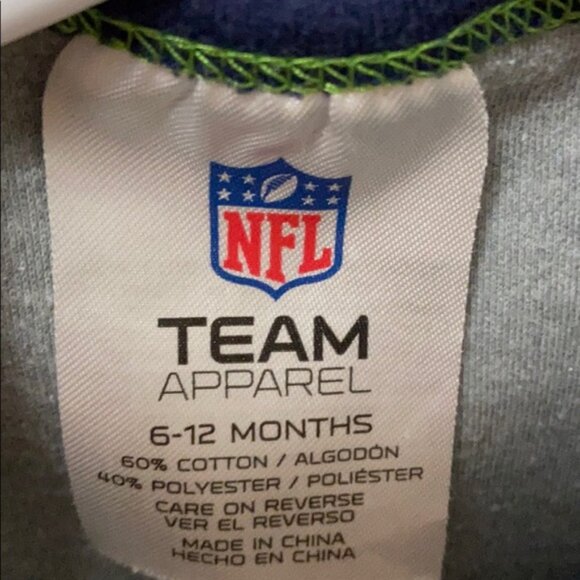 NFL
TEAM
APPAREL
6-12 MONTHS
60% COTTON / ALGODÓN
40% POLYESTER / POLIÉSTER
CARE ON REVERSE
VER EL REVERSO
MADE IN CHINA
HECHO EN CHINA